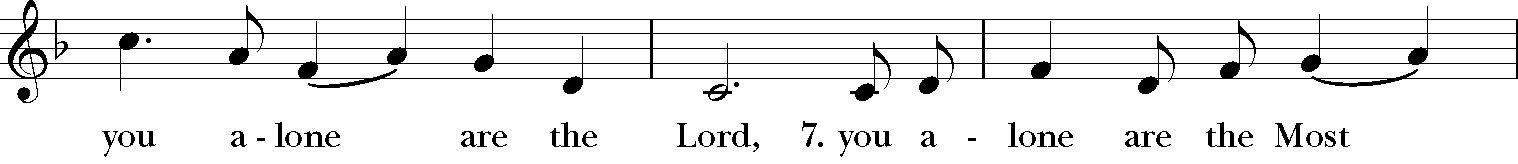 you a - lone are the Lord, 7. you a - lone are the Most